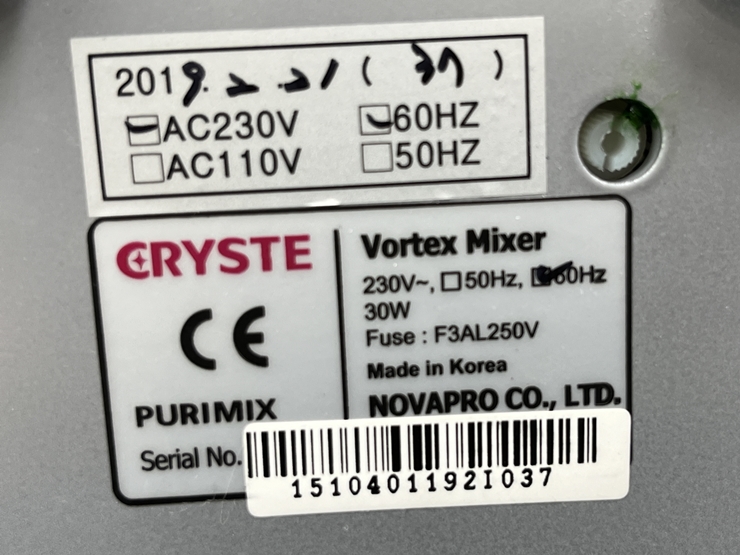 2019. 2. 21 ( 37 )
AC230V 60HZ
AC110V 50HZ
CRYSTE
CE
PURIMIX
Serial No.
Vortex Mixer
230V~, 50Hz, 60Hz
30W
Fuse : F3AL250V
Made in Korea
NOVAPRO CO., LTD.
15104011921037